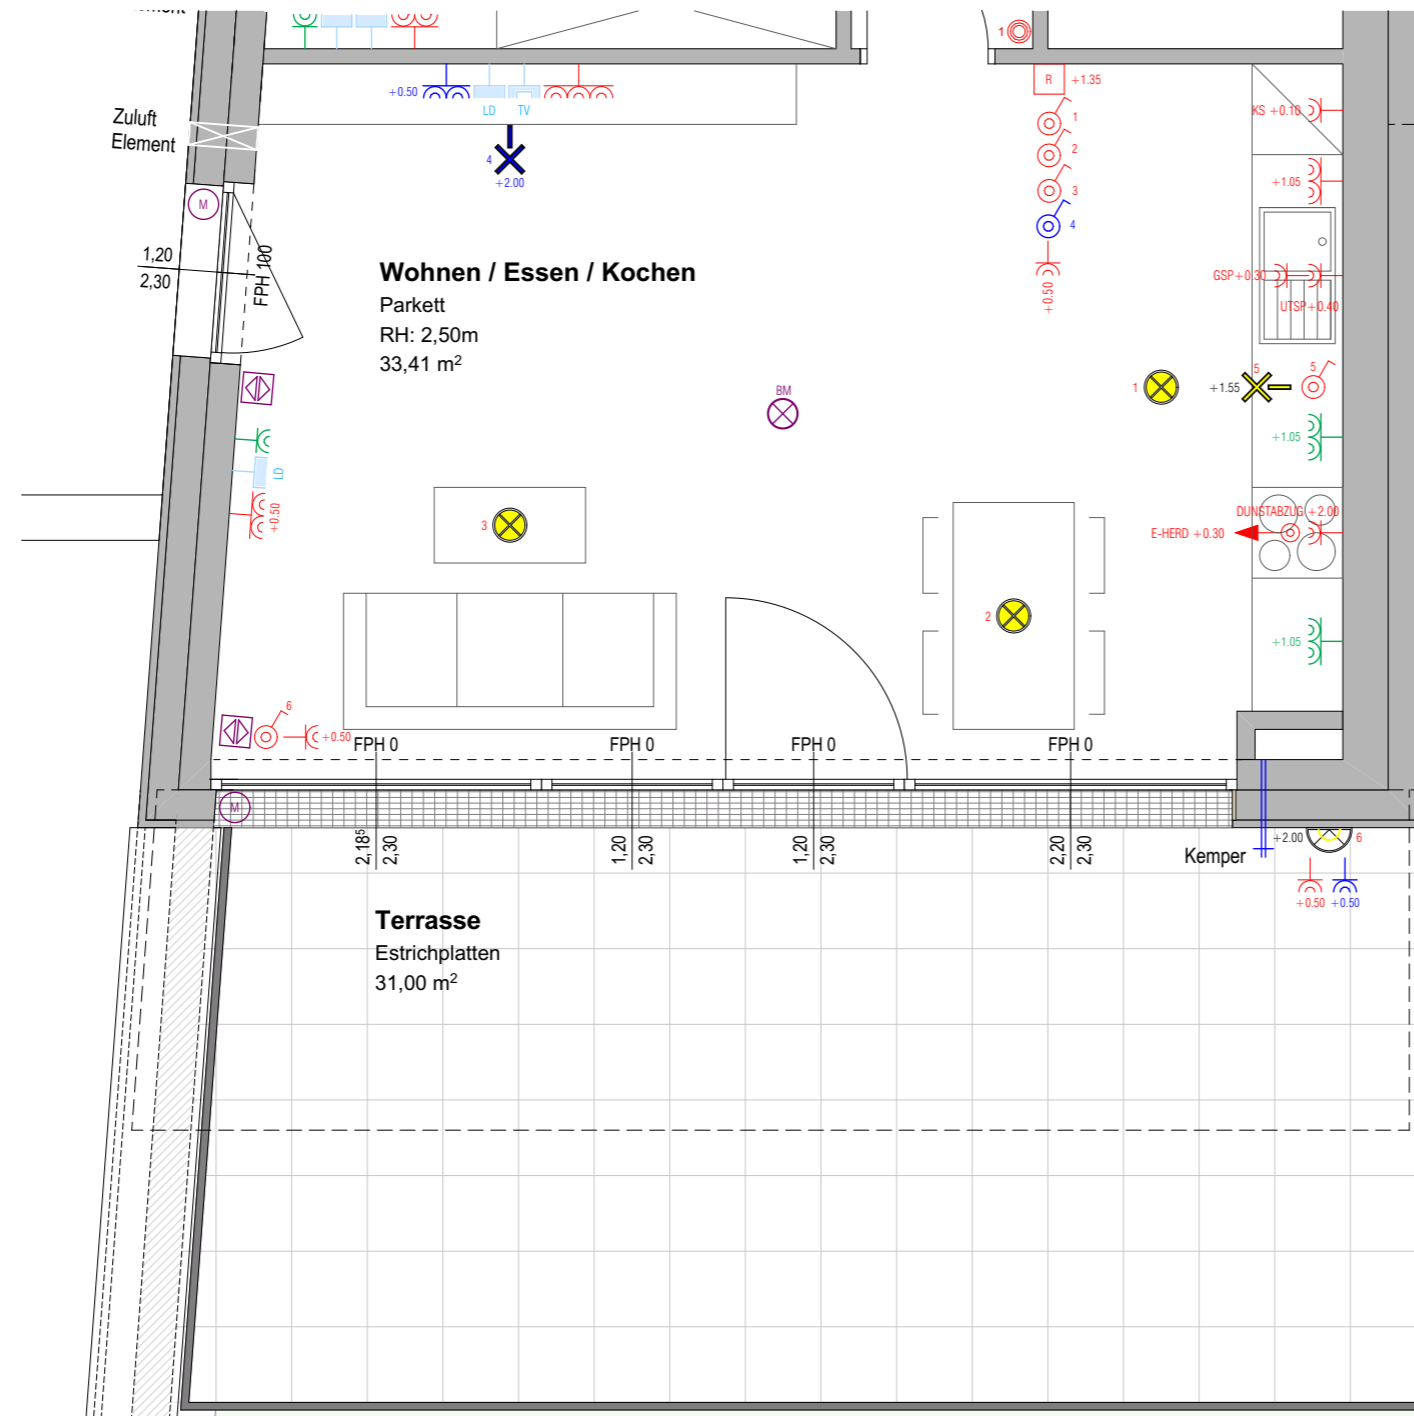 1
+0.50
LD
TV
R
+1.35
KS +0.10
Zuluft
Element
1
2
3
4
+0.50
4
+2.00
+1.05
M
1,20
2,30
FPH 100
Wohnen / Essen / Kochen
Parkett
RH: 2,50m
33,41 m²
GSP+0.30
UTSP+0.40
BM
1
+1.55
5
5
LD
+0.50
+1.05
3
DUNSTABZUG +2.00
E-HERD +0.30
2
+1.05
6
+0.50
FPH 0
FPH 0
FPH 0
FPH 0
M
2,18⁵
2,30
1,20
2,30
1,20
2,30
2,20
2,30
Kemper
+2.00
6
+0.50
+0.50
Terrasse
Estrichplatten
31,00 m²